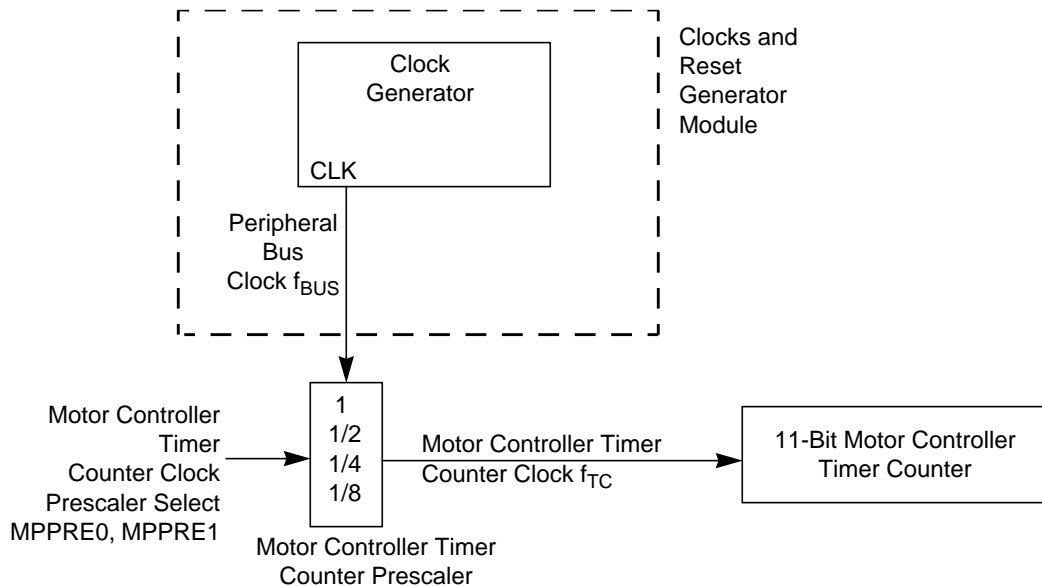 Clocks and
Reset
Generator
Module
Clock
Generator
CLK
Peripheral
Bus
Clock fBUS
Motor Controller
Timer
Counter Clock
Prescaler Select
MPPRE0, MPPRE1
1
1/2
1/4
1/8
Motor Controller Timer
Counter Clock fTC
11-Bit Motor Controller
Timer Counter
Motor Controller Timer
Counter Prescaler